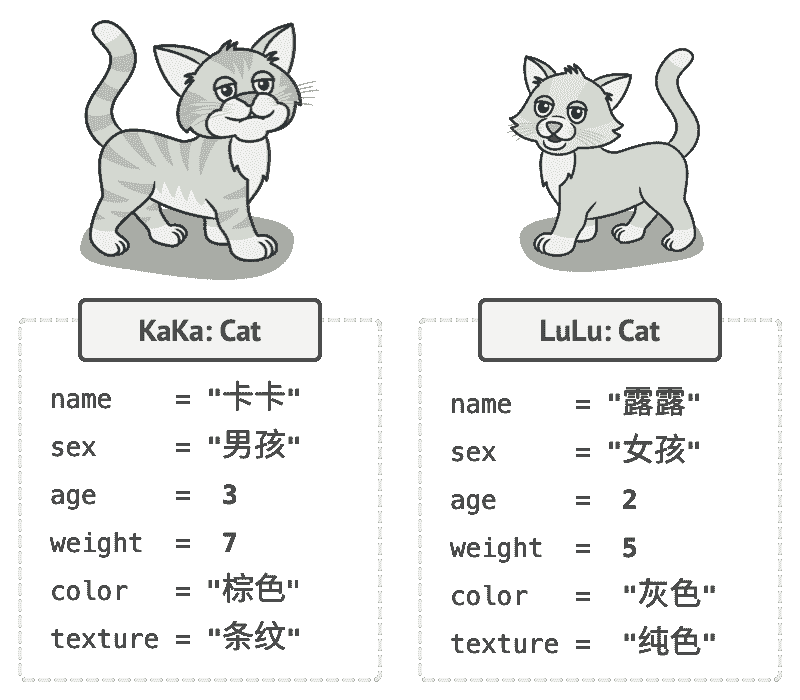 KaKa: Cat
name = "卡卡"
sex = "男孩"
age = 3
weight = 7
color = "棕色"
texture = "条纹"
LuLu: Cat
name = "露露"
sex = "女孩"
age = 2
weight = 5
color = "灰色"
texture = "纯色"